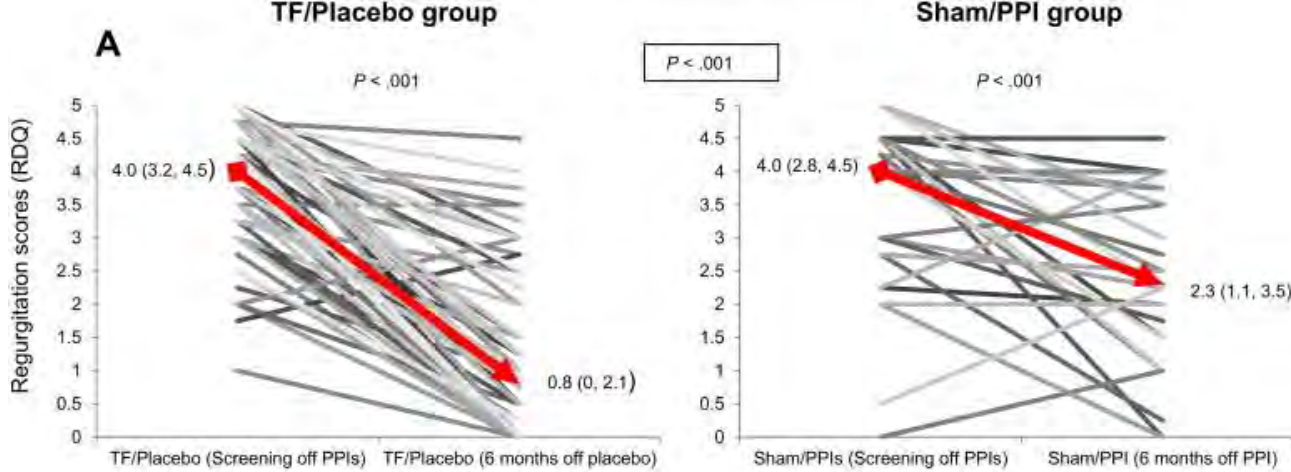 TF/Placebo group
Sham/PPI group
A
P < .001
P < .001
P < .001
Regurgitation scores (RDQ)
5
4.5
4
3.5
3
2.5
2
1.5
1
0.5
0
4.0 (3.2, 4.5)
0.8 (0, 2.1)
TF/Placebo (Screening off PPIs)
TF/Placebo (6 months off placebo)
5
4.5
4
3.5
3
2.5
2
1.5
1
0.5
0
4.0 (2.8, 4.5)
2.3 (1.1, 3.5)
Sham/PPIs (Screening off PPIs)
Sham/PPI (6 months off PPI)